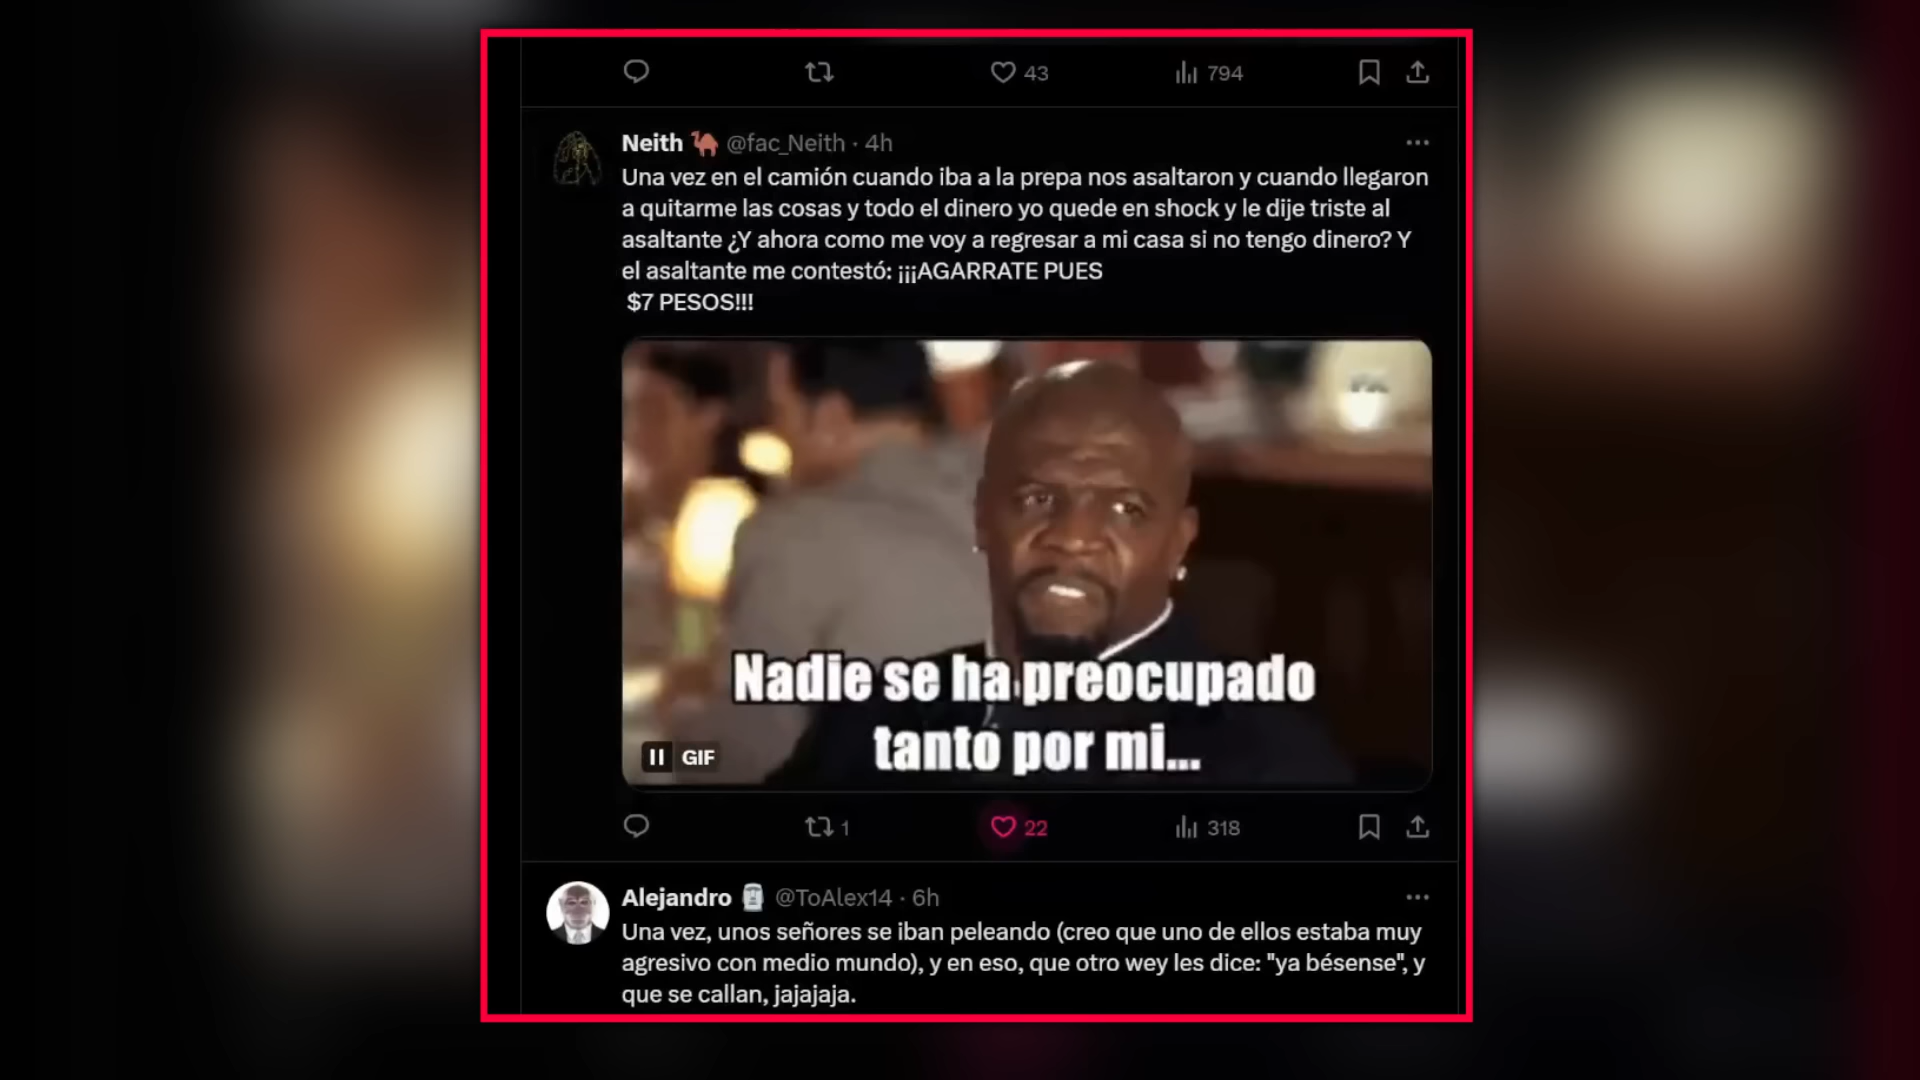 43
794
Neith @fac_Neith · 4h
Una vez en el camión cuando iba a la prepa nos asaltaron y cuando llegaron
a quitarme las cosas y todo el dinero yo quede en shock y le dije triste al
asaltante ¿Y ahora como me voy a regresar a mi casa si no tengo dinero? Y
el asaltante me contestó: ¡¡¡AGARRATE PUES
$7 PESOS!!!
Nadie se ha preocupado
tanto por mi...
GIF
1
22
318
Alejandro @ToAlex14 · 6h
Una vez, unos señores se iban peleando (creo que uno de ellos estaba muy
agresivo con medio mundo), y en eso, que otro wey les dice: "ya bésense", y
que se callan, jajajaja.